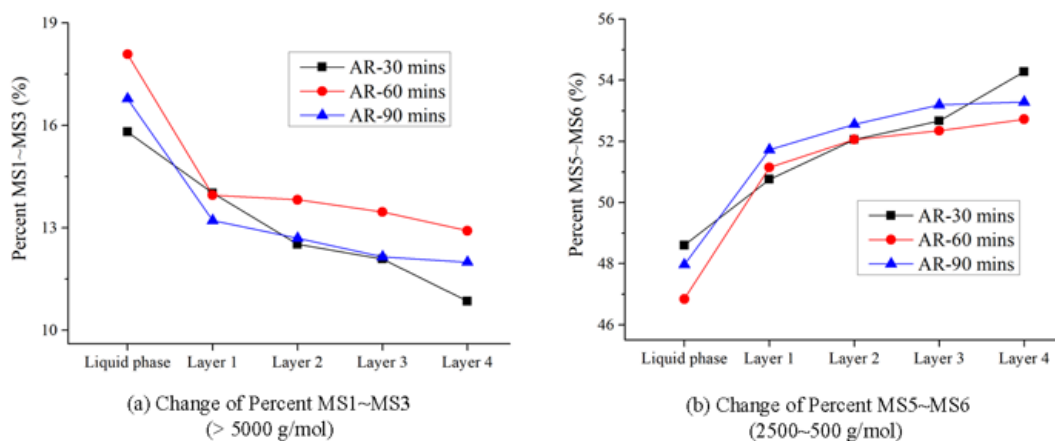 19
16
13
10
Percent MS1~MS3 (%)
AR-30 mins
AR-60 mins
AR-90 mins
Liquid phase Layer 1 Layer 2 Layer 3 Layer 4
(a) Change of Percent MS1~MS3
(> 5000 g/mol)
56
54
52
50
48
46
Percent MS5~MS6 (%)
AR-30 mins
AR-60 mins
AR-90 mins
Liquid phase Layer 1 Layer 2 Layer 3 Layer 4
(b) Change of Percent MS5~MS6
(2500~500 g/mol)